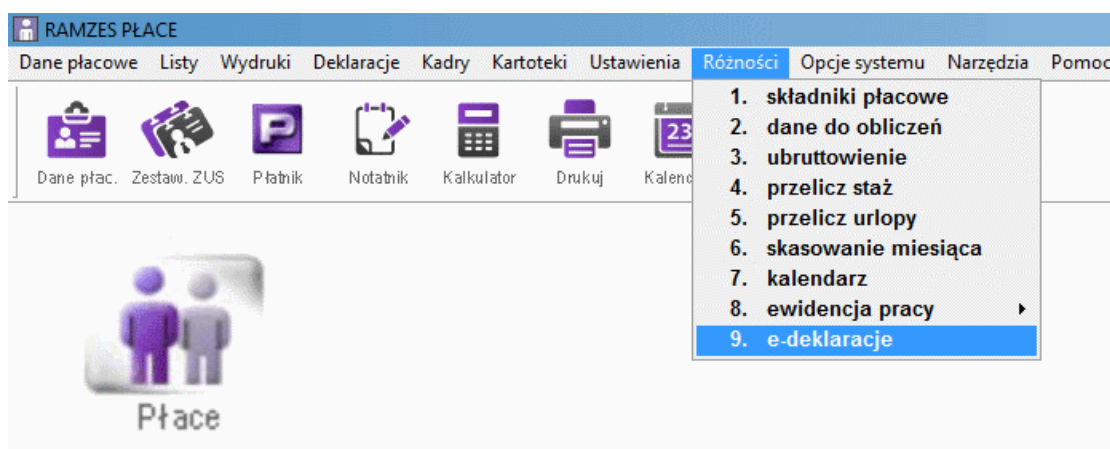 RAMZES PŁACE
Dane płacowe Listy Wydruki Deklaracje Kadry Kartoteki Ustawienia Różności Opcje systemu Narzędzia Pomoc
1. składniki płacowe
2. dane do obliczeń
3. ubruttowienie
4. przelicz staż
5. przelicz urlopy
6. skasowanie miesiąca
7. kalendarz
8. ewidencja pracy
9. e-deklaracje
23
Dane płac. Zestaw. ZUS Płatnik Notatnik Kalkulator Drukuj
Płace